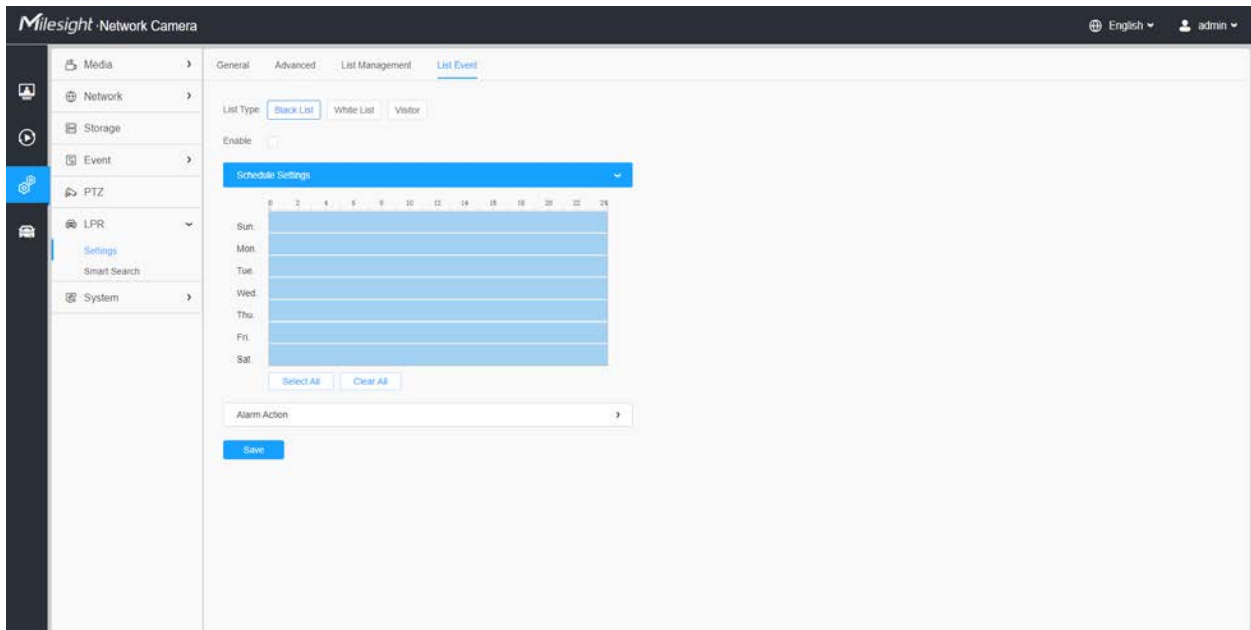 Milesight ·Network Camera
English
admin
Media
Network
Storage
Event
PTZ
LPR
Settings
Smart Search
System
General Advanced List Management List Event
List Type Black List White List Visitor
Enable
Schedule Settings
0 2 4 6 8 10 12 14 16 18 20 22 24
Sun.
Mon.
Tue.
Wed.
Thu.
Fri.
Sat.
Select All Clear All
Alarm Action
Save